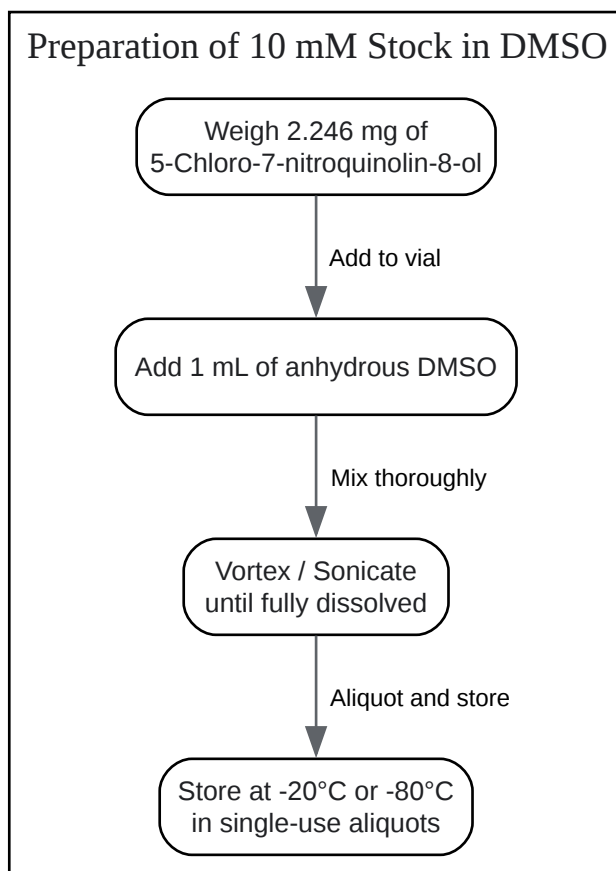 Preparation of 10 mM Stock in DMSO
Weigh 2.246 mg of
5-Chloro-7-nitroquinolin-8-ol
Add to vial
Add 1 mL of anhydrous DMSO
Mix thoroughly
Vortex / Sonicate
until fully dissolved
Aliquot and store
Store at -20°C or -80°C
in single-use aliquots